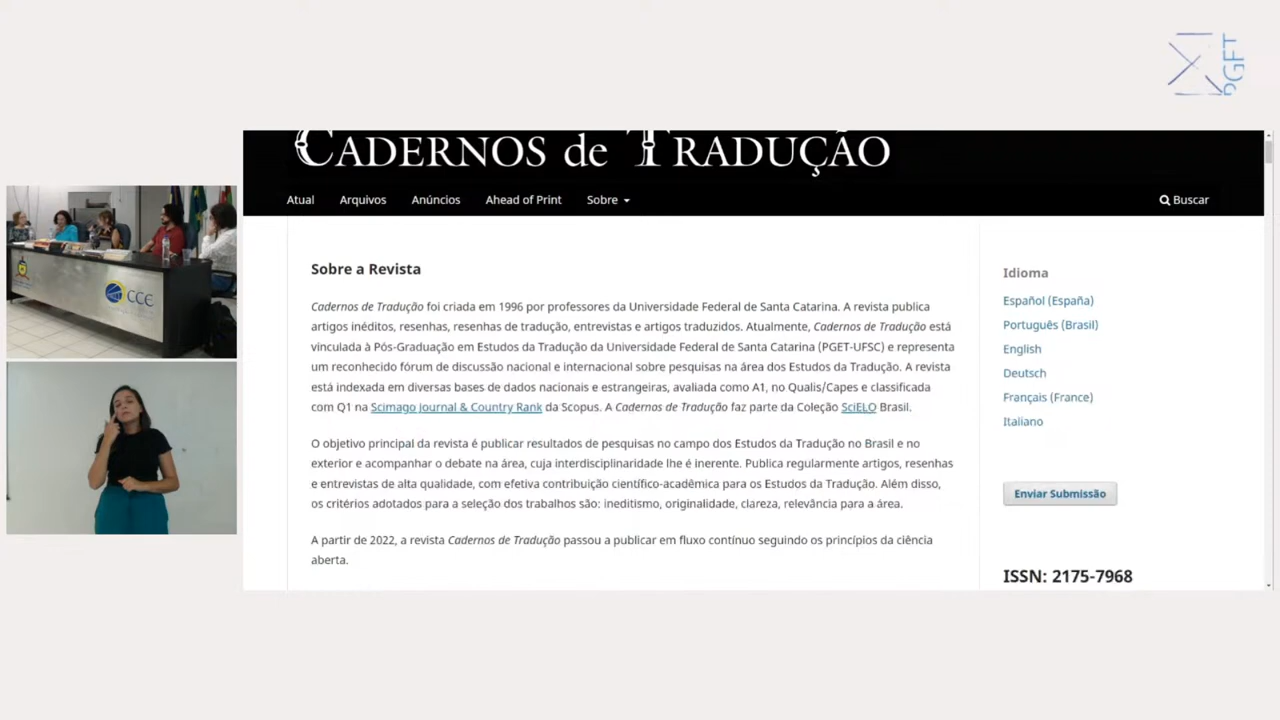 PGET
CADERNOS de TRADUÇÃO
Atual Arquivos Anúncios Ahead of Print Sobre Buscar
Sobre a Revista
Cadernos de Tradução foi criada em 1996 por professores da Universidade Federal de Santa Catarina. A revista publica
artigos inéditos, resenhas, resenhas de tradução, entrevistas e artigos traduzidos. Atualmente, Cadernos de Tradução está
vinculada à Pós-Graduação em Estudos da Tradução da Universidade Federal de Santa Catarina (PGET-UFSC) e representa
um reconhecido fórum de discussão nacional e internacional sobre pesquisas na área dos Estudos da Tradução. A revista
está indexada em diversas bases de dados nacionais e estrangeiras, avaliada como A1, no Qualis/Capes e classificada
com Q1 na Scimago Journal & Country Rank da Scopus. A Cadernos de Tradução faz parte da Coleção SciELO Brasil.
O objetivo principal da revista é publicar resultados de pesquisas no campo dos Estudos da Tradução no Brasil e no
exterior e acompanhar o debate na área, cuja interdisciplinaridade lhe é inerente. Publica regularmente artigos, resenhas
e entrevistas de alta qualidade, com efetiva contribuição científico-acadêmica para os Estudos da Tradução. Além disso,
os critérios adotados para a seleção dos trabalhos são: ineditismo, originalidade, clareza, relevância para a área.
A partir de 2022, a revista Cadernos de Tradução passou a publicar em fluxo contínuo seguindo os princípios da ciência
aberta.
Idioma
Español (España)
Português (Brasil)
English
Deutsch
Français (France)
Italiano
Enviar Submissão
ISSN: 2175-7968
CCE